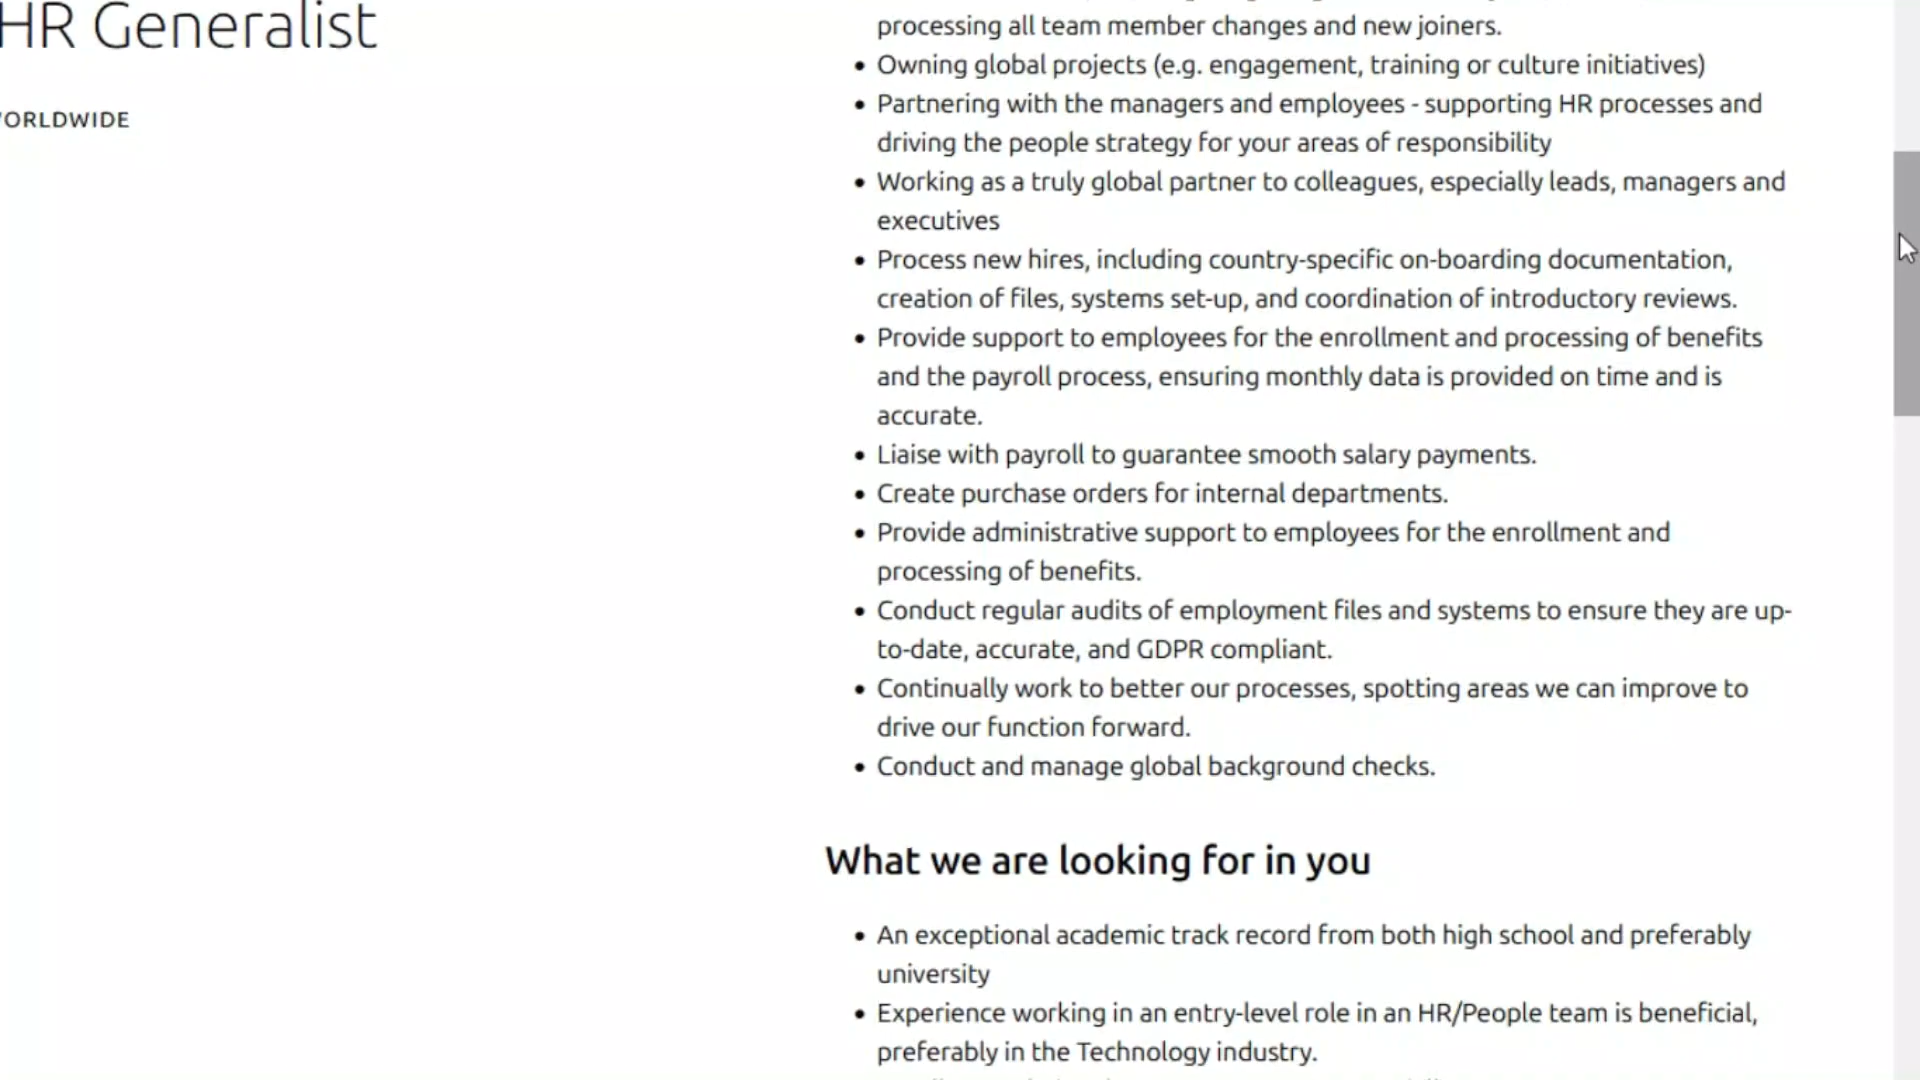 HR Generalist
ORLDWIDE
processing all team member changes and new joiners.
• Owning global projects (e.g. engagement, training or culture initiatives)
• Partnering with the managers and employees - supporting HR processes and
driving the people strategy for your areas of responsibility
• Working as a truly global partner to colleagues, especially leads, managers and
executives
• Process new hires, including country-specific on-boarding documentation,
creation of files, systems set-up, and coordination of introductory reviews.
• Provide support to employees for the enrollment and processing of benefits
and the payroll process, ensuring monthly data is provided on time and is
accurate.
• Liaise with payroll to guarantee smooth salary payments.
• Create purchase orders for internal departments.
• Provide administrative support to employees for the enrollment and
processing of benefits.
• Conduct regular audits of employment files and systems to ensure they are up-
to-date, accurate, and GDPR compliant.
• Continually work to better our processes, spotting areas we can improve to
drive our function forward.
• Conduct and manage global background checks.
What we are looking for in you
• An exceptional academic track record from both high school and preferably
university
• Experience working in an entry-level role in an HR/People team is beneficial,
preferably in the Technology industry.